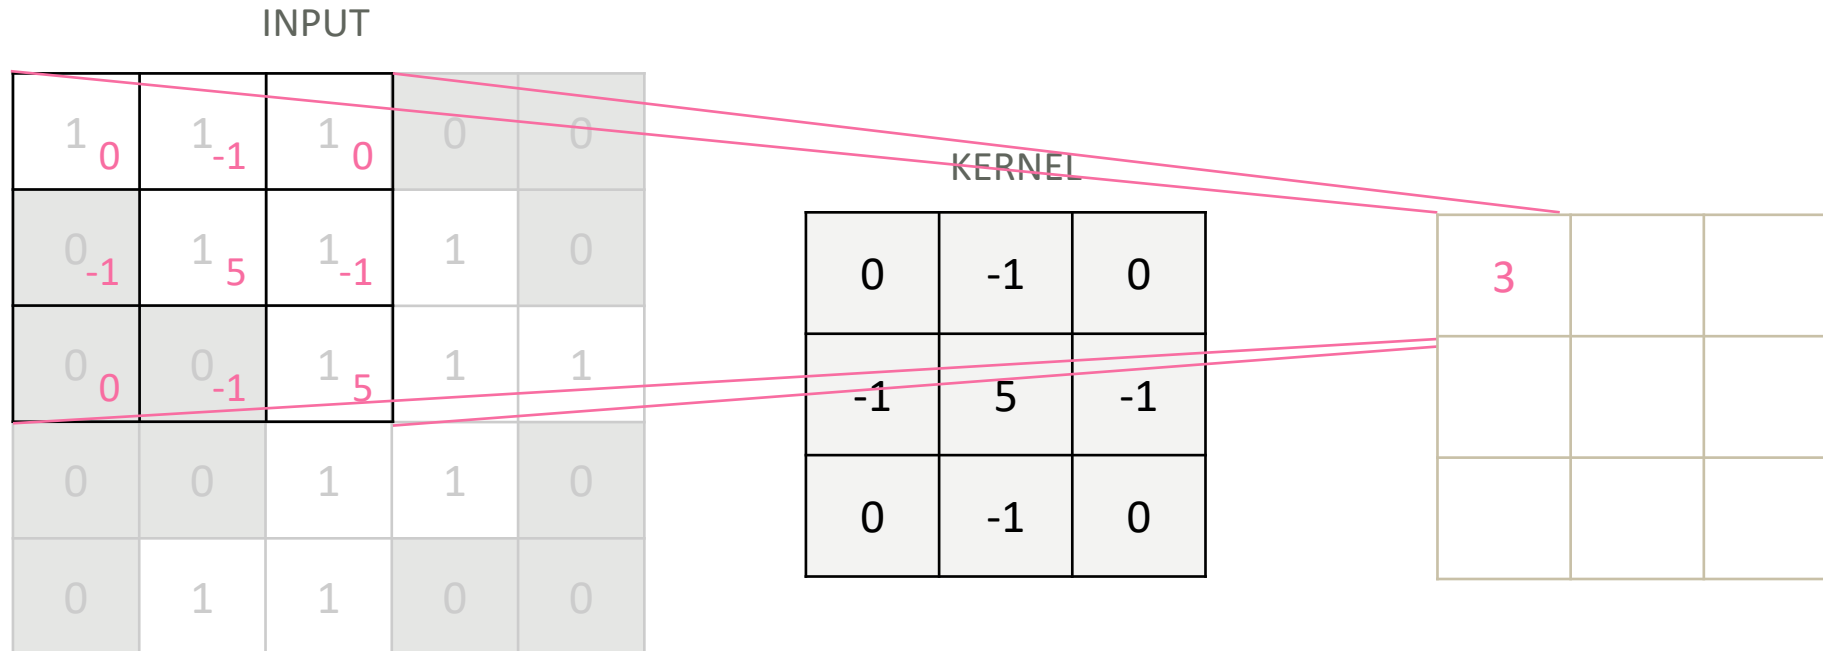 INPUT
1 0 1 -1 1 0 0 0
0 -1 1 5 1 -1 1 0
0 0 0 -1 1 5 1 1
0 0 1 1 0
0 1 1 0 0
KERNEL
0 -1 0
-1 5 -1
0 -1 0
3